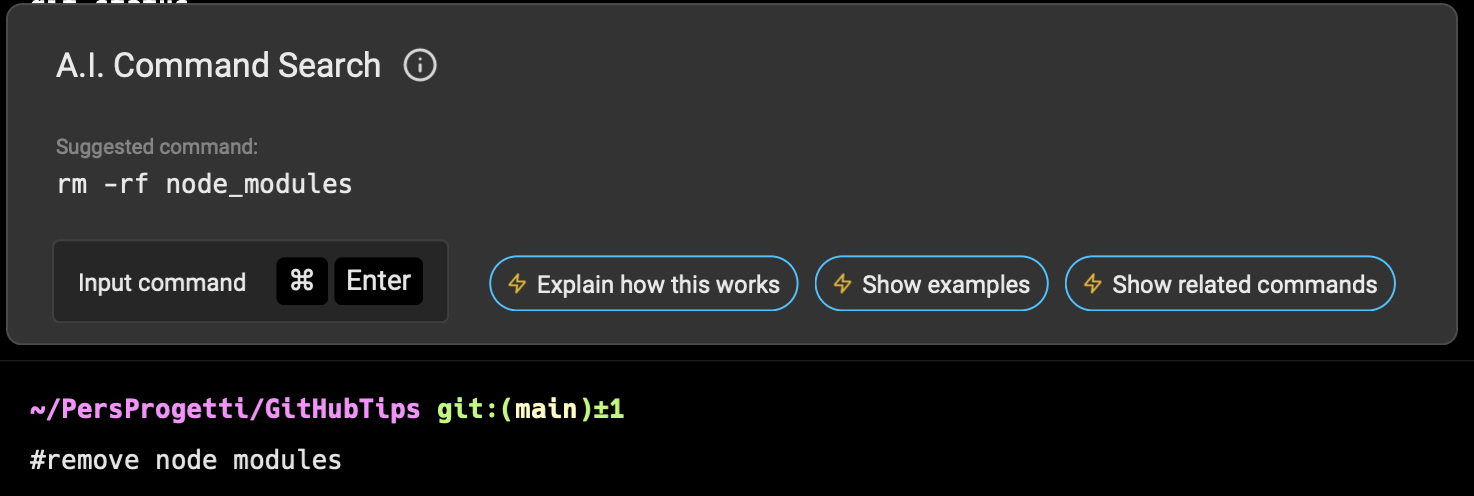 A.I. Command Search
Suggested command:
rm -rf node_modules
Input command ⌘ Enter Explain how this works Show examples Show related commands
~/PersProgetti/GitHubTips git:(main)±1
#remove node modules